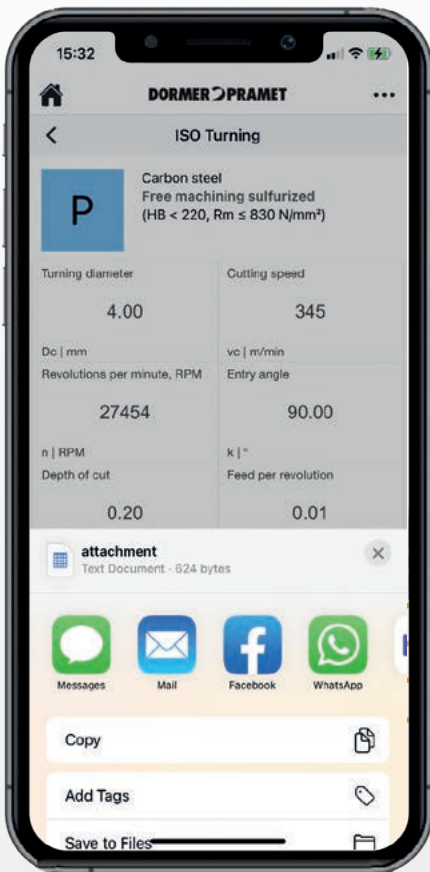 15:32
DORMER PRAMET
ISO Turning
P
Carbon steel
Free machining sulfurized
(HB < 220, Rm ≤ 830 N/mm²)
Turning diameter
Cutting speed
4.00
345
Dc | mm
vc | m/min
Revolutions per minute, RPM
Entry angle
27454
90.00
n | RPM
k | °
Depth of cut
Feed per revolution
0.20
0.01
attachment
Text Document · 624 bytes
Messages
Mail
Facebook
WhatsApp
Copy
Add Tags
Save to Files